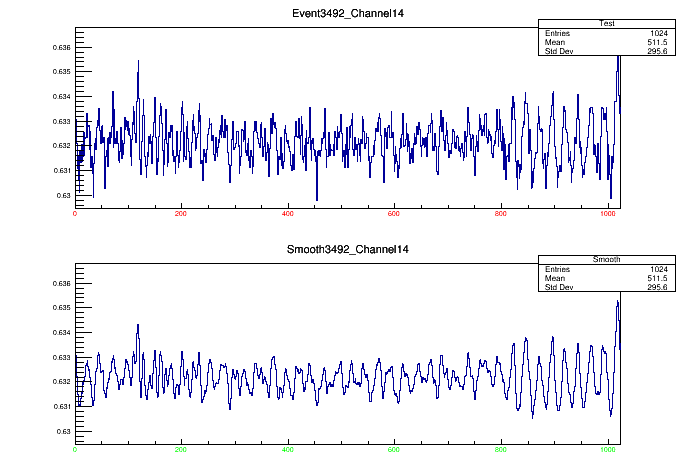 Event3492_Channel14
Test
Entries 1024
Mean 511.5
Std Dev 295.6
0.636
0.635
0.634
0.633
0.632
0.631
0.63
0 200 400 600 800 1000
Smooth3492_Channel14
Smooth
Entries 1024
Mean 511.5
Std Dev 295.6
0.636
0.635
0.634
0.633
0.632
0.631
0.63
0 200 400 600 800 1000